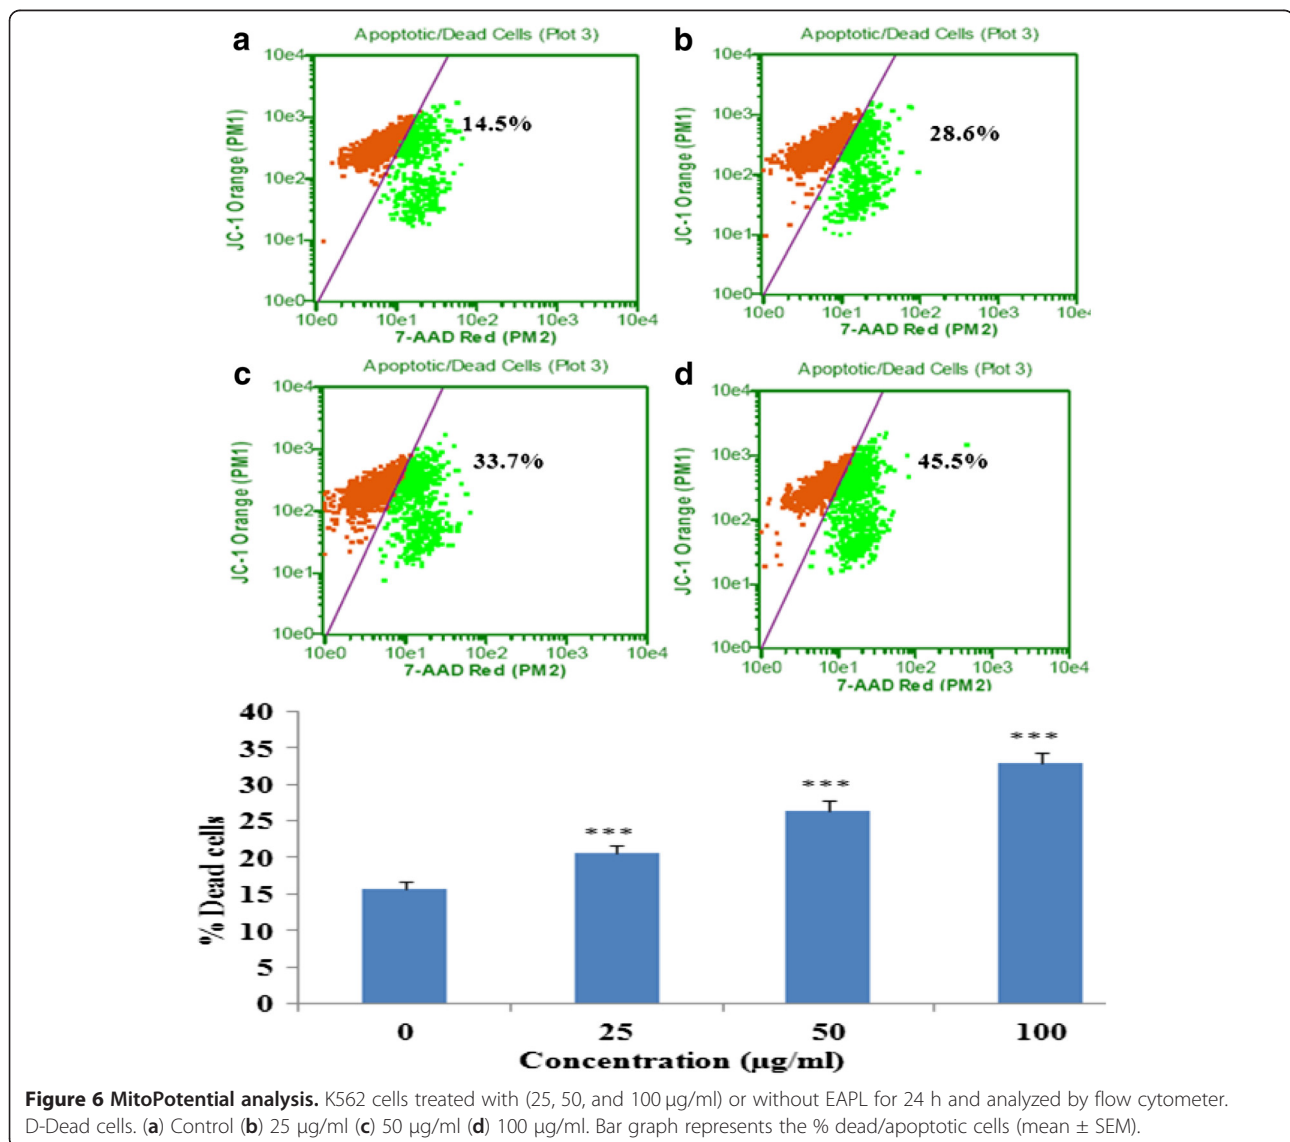 a
Apoptotic/Dead Cells (Plot 3)
10e4
10e3
10e2
10e1
10e0
JC-1 Orange (PM1)
14.5%
10e0 10e1 10e2 10e3 10e4
7-AAD Red (PM2)
b
Apoptotic/Dead Cells (Plot 3)
10e4
10e3
10e2
10e1
10e0
JC-1 Orange (PM1)
28.6%
10e0 10e1 10e2 10e3 10e4
7-AAD Red (PM2)
c
Apoptotic/Dead Cells (Plot 3)
10e4
10e3
10e2
10e1
10e0
JC-1 Orange (PM1)
33.7%
10e0 10e1 10e2 10e3 10e4
7-AAD Red (PM2)
d
Apoptotic/Dead Cells (Plot 3)
10e4
10e3
10e2
10e1
10e0
JC-1 Orange (PM1)
45.5%
10e0 10e1 10e2 10e3 10e4
7-AAD Red (PM2)
40
35
30
25
20
15
10
5
0
% Dead cells
***
***
***
0 25 50 100
Concentration (µg/ml)
Figure 6 MitoPotential analysis. K562 cells treated with (25, 50, and 100 µg/ml) or without EAPL for 24 h and analyzed by flow cytometer.
D-Dead cells. (a) Control (b) 25 µg/ml (c) 50 µg/ml (d) 100 µg/ml. Bar graph represents the % dead/apoptotic cells (mean ± SEM).